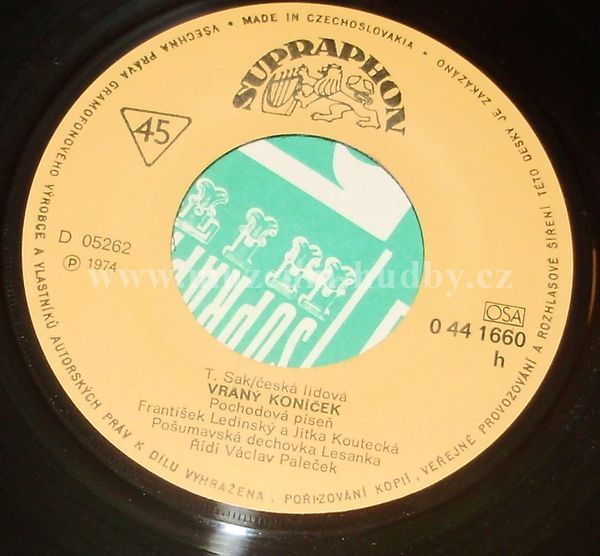 VŠECHNA PRÁVA GRAMOFONOVÉHO VÝROBCE A VLASTNÍKŮ AUTORSKÝCH PRÁV K DÍLU VYHRAŽENA. POŘIZOVÁNÍ KOPIÍ, VEŘEJNÉ PROVOZOVÁNÍ A ROZHLASOVÉ ŠÍŘENÍ TÉTO DESKY JE ZAKÁZÁNO • MADE IN CZECHOSLOVAKIA •
SUPRAPHON
45
D 05262
℗ 1974
OSA
0 44 1660
h
T. Sak/česká lidová
VRANÝ KONÍČEK
Pochodová píseň
František Ledinský a Jitka Koutecká
Pošumavská dechovka Lesanka
Řídí Václav Paleček